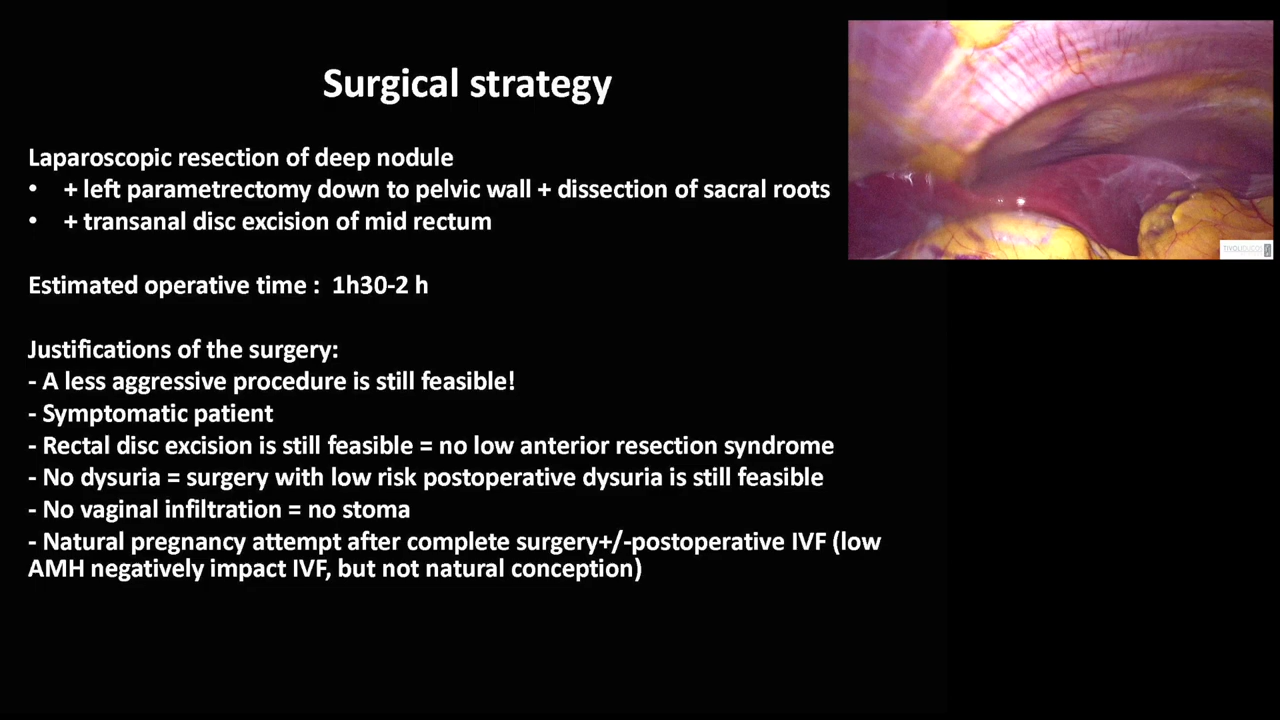 Surgical strategy
Laparoscopic resection of deep nodule
• + left parametrectomy down to pelvic wall + dissection of sacral roots
• + transanal disc excision of mid rectum
Estimated operative time : 1h30-2 h
Justifications of the surgery:
- A less aggressive procedure is still feasible!
- Symptomatic patient
- Rectal disc excision is still feasible = no low anterior resection syndrome
- No dysuria = surgery with low risk postoperative dysuria is still feasible
- No vaginal infiltration = no stoma
- Natural pregnancy attempt after complete surgery+/-postoperative IVF (low
AMH negatively impact IVF, but not natural conception)